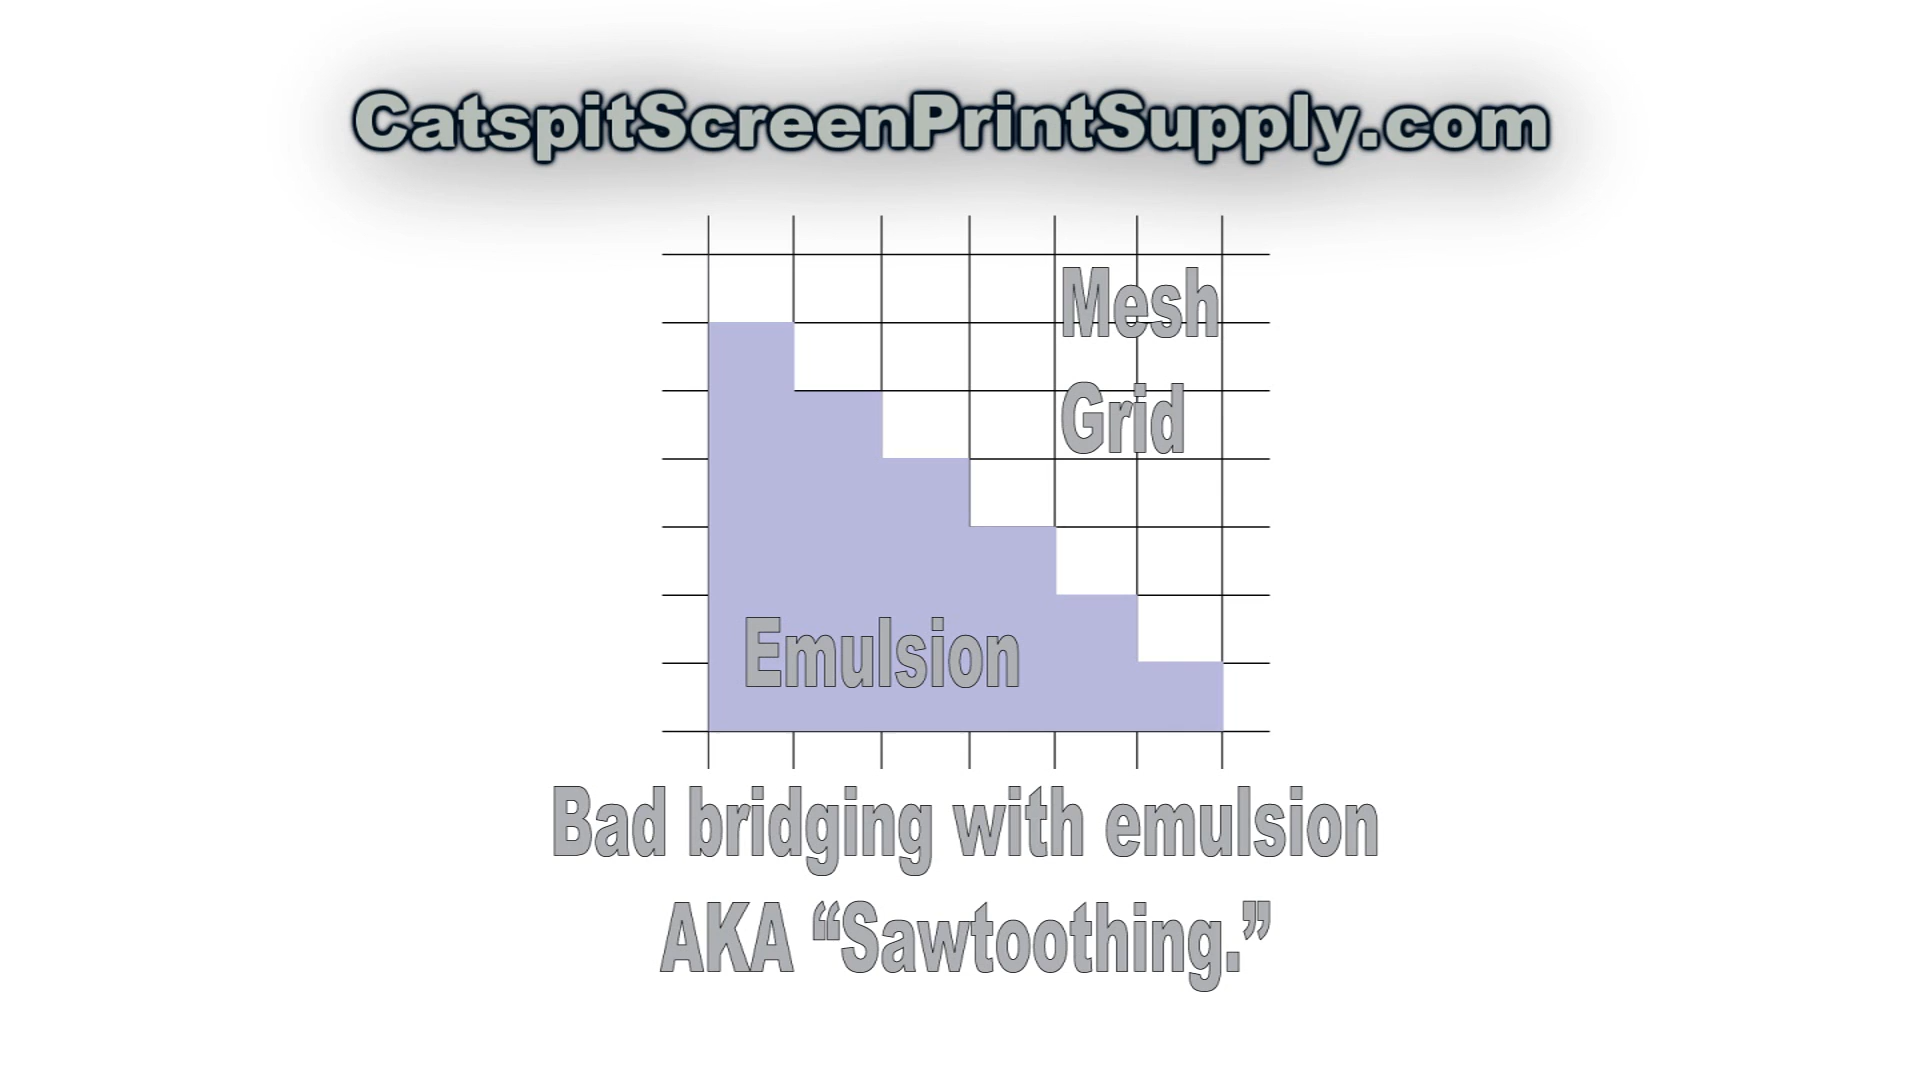 CatspitScreenPrintSupply.com
Mesh
Grid
Emulsion
Bad bridging with emulsion
AKA “Sawtoothing.”